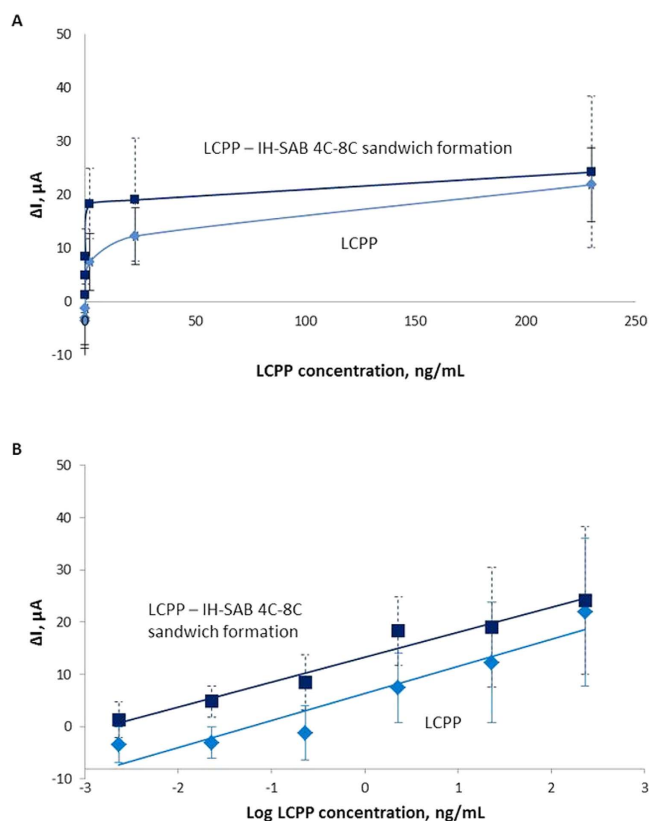 A
50
40
30
20
10
0
-10
ΔI, µA
LCPP – IH-SAB 4C-8C sandwich formation
LCPP
0
50
100
150
200
250
LCPP concentration, ng/mL
B
50
40
30
20
10
0
-10
ΔI, µA
LCPP – IH-SAB 4C-8C
sandwich formation
LCPP
-3
-2
-1
0
1
2
3
Log LCPP concentration, ng/mL